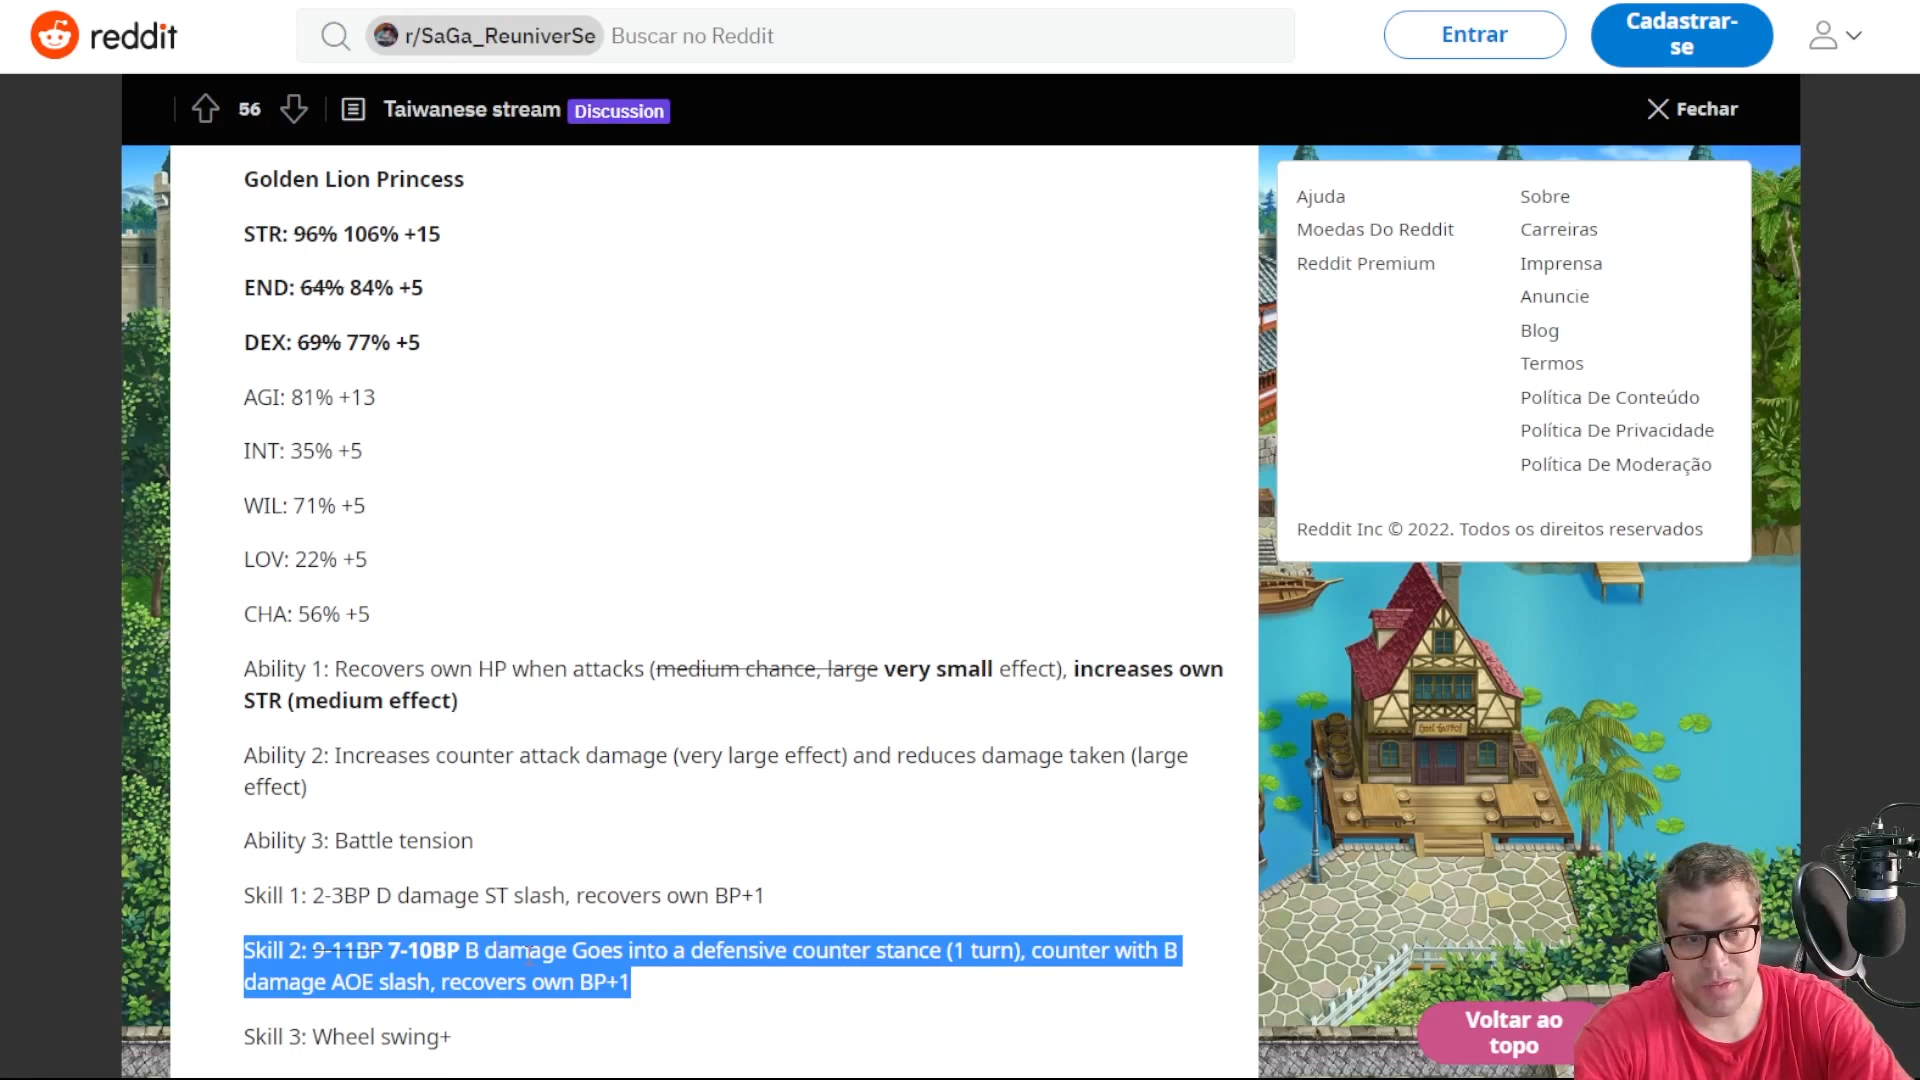 reddit
r/SaGa_ReuniverSe Buscar no Reddit
Entrar
Cadastrar-
se
56
Taiwanese stream Discussion
Fechar
Golden Lion Princess
STR: 96% 106% +15
END: 64% 84% +5
DEX: 69% 77% +5
AGI: 81% +13
INT: 35% +5
WIL: 71% +5
LOV: 22% +5
CHA: 56% +5
Ability 1: Recovers own HP when attacks (medium chance, large very small effect), increases own
STR (medium effect)
Ability 2: Increases counter attack damage (very large effect) and reduces damage taken (large
effect)
Ability 3: Battle tension
Skill 1: 2-3BP D damage ST slash, recovers own BP+1
Skill 2: 9-11BP 7-10BP B damage Goes into a defensive counter stance (1 turn), counter with B
damage AOE slash, recovers own BP+1
Skill 3: Wheel swing+
Ajuda
Moedas Do Reddit
Reddit Premium
Sobre
Carreiras
Imprensa
Anuncie
Blog
Termos
Política De Conteúdo
Política De Privacidade
Política De Moderação
Reddit Inc © 2022. Todos os direitos reservados
Voltar ao
topo